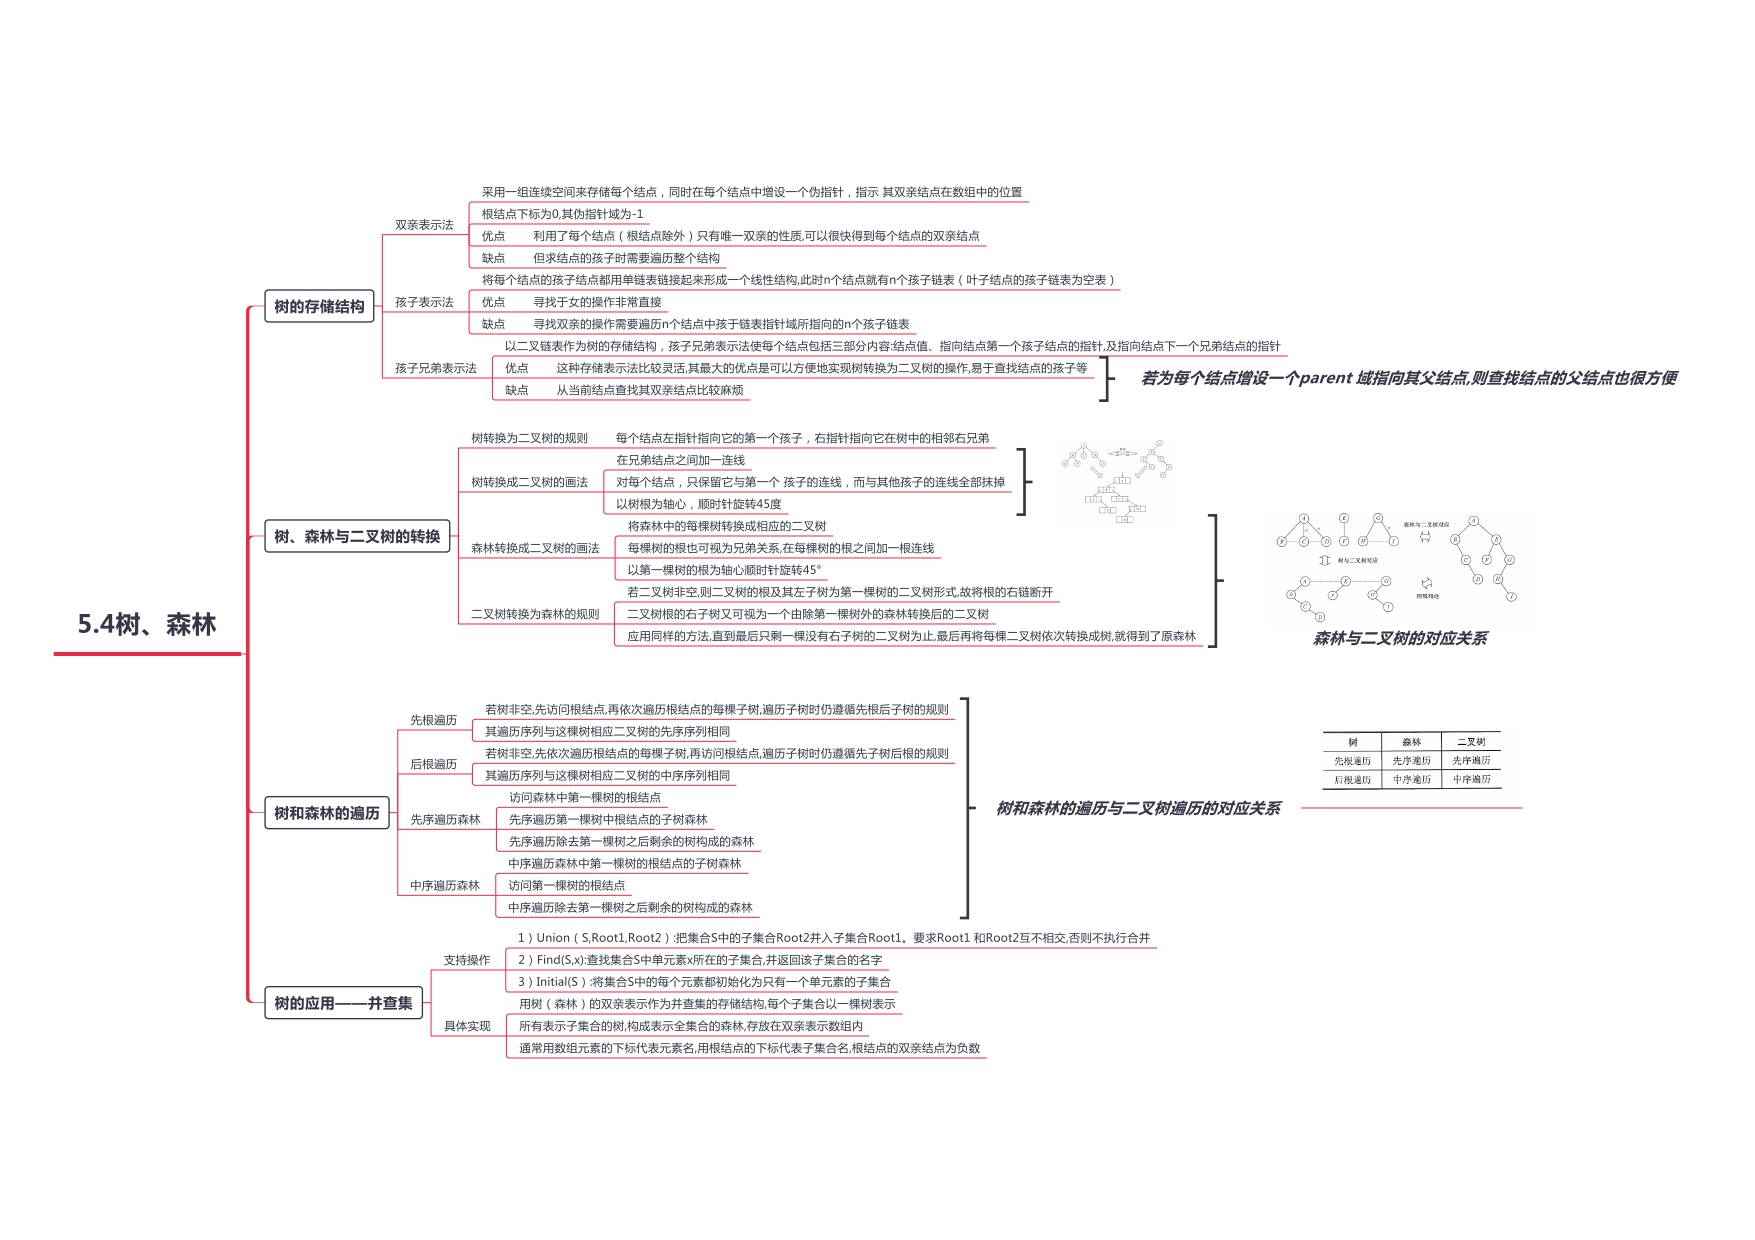 5.4树、森林
树的存储结构
双亲表示法
采用一组连续空间来存储每个结点，同时在每个结点中增设一个伪指针，指示 其双亲结点在数组中的位置
根结点下标为0,其伪指针域为-1
优点 利用了每个结点（根结点除外）只有唯一双亲的性质,可以很快得到每个结点的双亲结点
缺点 但求结点的孩子时需要遍历整个结构
孩子表示法
将每个结点的孩子结点都用单链表链接起来形成一个线性结构,此时n个结点就有n个孩子链表（叶子结点的孩子链表为空表）
优点 寻找于女的操作非常直接
缺点 寻找双亲的操作需要遍历n个结点中孩于链表指针域所指向的n个孩子链表
孩子兄弟表示法
以二叉链表作为树的存储结构，孩子兄弟表示法使每个结点包括三部分内容:结点值、指向结点第一个孩子结点的指针,及指向结点下一个兄弟结点的指针
优点 这种存储表示法比较灵活,其最大的优点是可以方便地实现树转换为二叉树的操作,易于查找结点的孩子等
缺点 从当前结点查找其双亲结点比较麻烦
若为每个结点增设一个parent 域指向其父结点,则查找结点的父结点也很方便
树、森林与二叉树的转换
树转换为二叉树的规则 每个结点左指针指向它的第一个孩子，右指针指向它在树中的相邻右兄弟
树转换成二叉树的画法
在兄弟结点之间加一连线
对每个结点，只保留它与第一个 孩子的连线，而与其他孩子的连线全部抹掉
以树根为轴心，顺时针旋转45度
森林转换成二叉树的画法
将森林中的每棵树转换成相应的二叉树
每棵树的根也可视为兄弟关系,在每棵树的根之间加一根连线
以第一棵树的根为轴心顺时针旋转45°
二叉树转换为森林的规则
若二叉树非空,则二叉树的根及其左子树为第一棵树的二叉树形式,故将根的右链断开
二叉树根的右子树又可视为一个由除第一棵树外的森林转换后的二叉树
应用同样的方法,直到最后只剩一棵没有右子树的二叉树为止,最后再将每棵二叉树依次转换成树,就得到了原森林
A E G
B C D F H I
森林与二叉树对应
树与二叉树对应
A E G
B F H
C I
D
树根相连
A
B E
C F G
D H
I
森林与二叉树的对应关系
树和森林的遍历
先根遍历
若树非空,先访问根结点,再依次遍历根结点的每棵子树,遍历子树时仍遵循先根后子树的规则
其遍历序列与这棵树相应二叉树的先序序列相同
后根遍历
若树非空,先依次遍历根结点的每棵子树,再访问根结点,遍历子树时仍遵循先子树后根的规则
其遍历序列与这棵树相应二叉树的中序序列相同
先序遍历森林
访问森林中第一棵树的根结点
先序遍历第一棵树中根结点的子树森林
先序遍历除去第一棵树之后剩余的树构成的森林
中序遍历森林
中序遍历森林中第一棵树的根结点的子树森林
访问第一棵树的根结点
中序遍历除去第一棵树之后剩余的树构成的森林
树和森林的遍历与二叉树遍历的对应关系
树 森林 二叉树
先根遍历 先序遍历 先序遍历
后根遍历 中序遍历 中序遍历
树的应用——并查集
支持操作
1）Union（S,Root1,Root2）:把集合S中的子集合Root2并入子集合Root1。要求Root1 和Root2互不相交,否则不执行合并
2）Find(S,x):查找集合S中单元素x所在的子集合,并返回该子集合的名字
3）Initial(S）:将集合S中的每个元素都初始化为只有一个单元素的子集合
具体实现
用树（森林）的双亲表示作为并查集的存储结构,每个子集合以一棵树表示
所有表示子集合的树,构成表示全集合的森林,存放在双亲表示数组内
通常用数组元素的下标代表元素名,用根结点的下标代表子集合名,根结点的双亲结点为负数